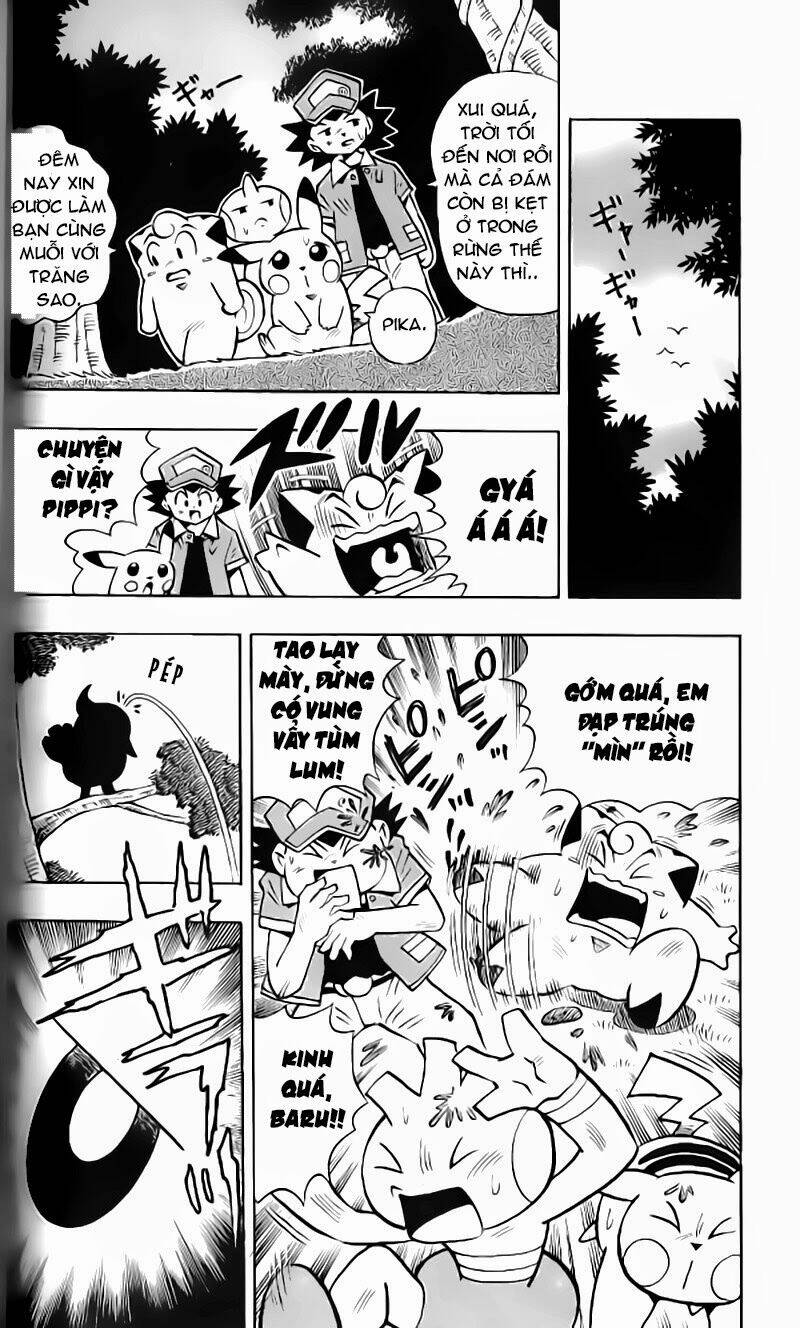 ギャー
ギャー
ギャー
XUI QUÁ,
TRỜI TỐI
ĐẾN NƠI RỒI
MÀ CẢ ĐÁM
CÒN BỊ KẸT
Ở TRONG
RỪNG THẾ
NÀY THÌ..
PIKA.
ĐÊM
NAY XIN
ĐƯỢC LÀM
BẠN CÙNG
MUỖI VỚI
TRĂNG
SAO.
GYÁ
Á Á Á!
ズル
CHUYỆN
GÌ VẬY
PIPPI?
GỚM QUÁ, EM
ĐẠP TRÚNG
"MÌN" RỒI!
TAO LẠY
MÀY, ĐỪNG
CÓ VUNG
VẨY TÙM
LUM!
KINH
QUÁ,
BARU!!
PÉP